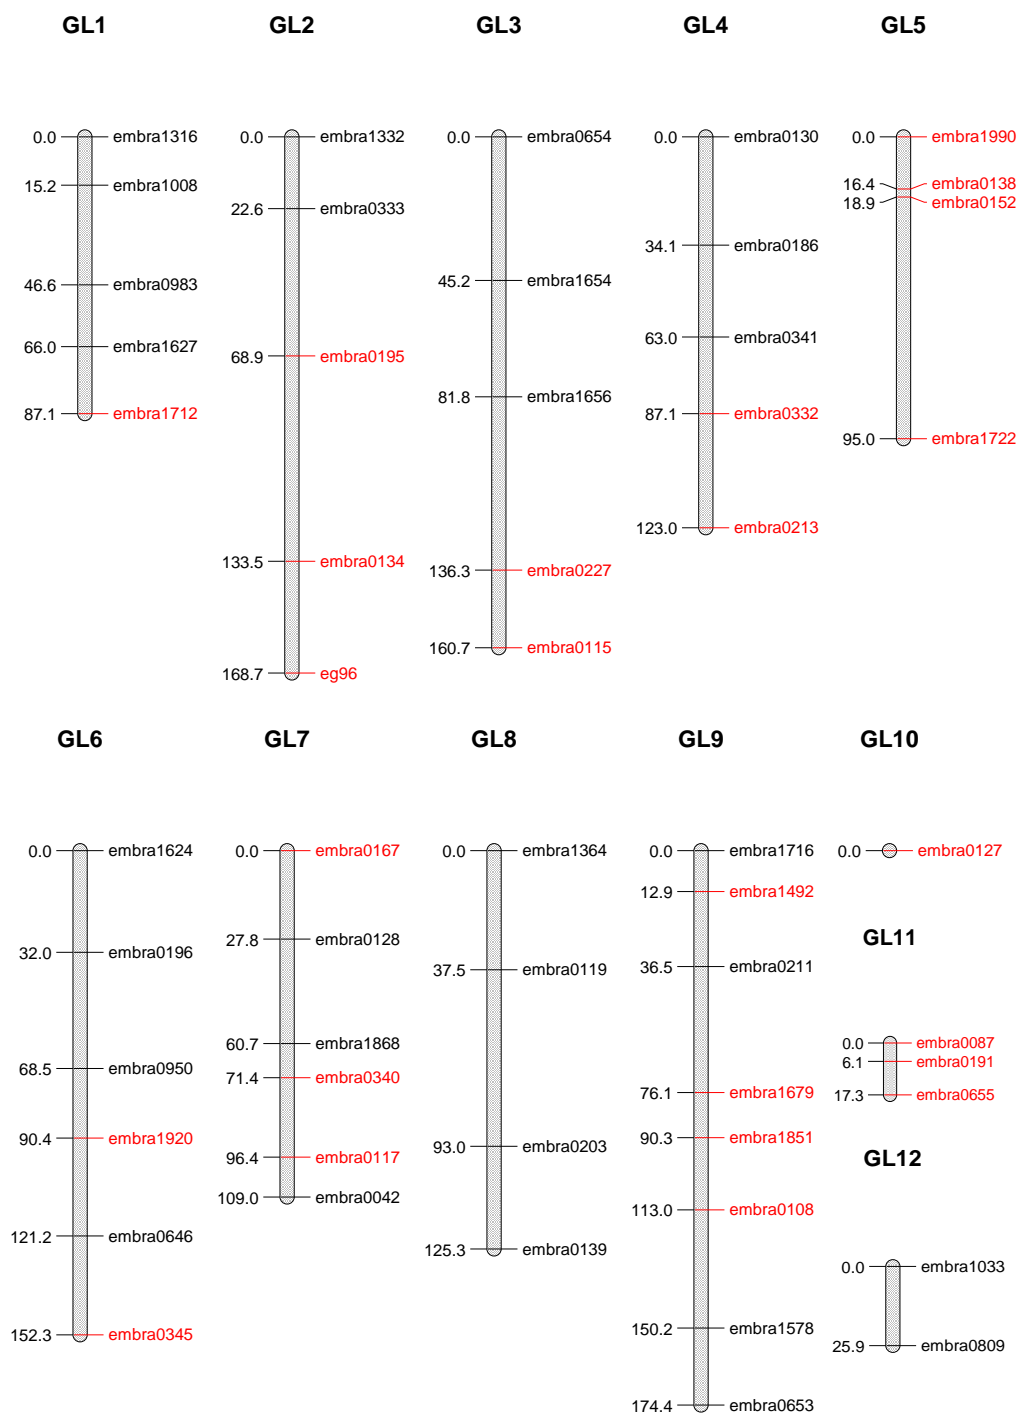 GL1 GL2 GL3 GL4 GL5
0.0 embra1316
15.2 embra1008
46.6 embra0983
66.0 embra1627
87.1 embra1712
0.0 embra1332
22.6 embra0333
68.9 embra0195
133.5 embra0134
168.7 eg96
0.0 embra0654
45.2 embra1654
81.8 embra1656
136.3 embra0227
160.7 embra0115
0.0 embra0130
34.1 embra0186
63.0 embra0341
87.1 embra0332
123.0 embra0213
0.0 embra1990
16.4 embra0138
18.9 embra0152
95.0 embra1722
GL6 GL7 GL8 GL9 GL10
0.0 embra1624
32.0 embra0196
68.5 embra0950
90.4 embra1920
121.2 embra0646
152.3 embra0345
0.0 embra0167
27.8 embra0128
60.7 embra1868
71.4 embra0340
96.4 embra0117
109.0 embra0042
0.0 embra1364
37.5 embra0119
93.0 embra0203
125.3 embra0139
0.0 embra1716
12.9 embra1492
36.5 embra0211
76.1 embra1679
90.3 embra1851
113.0 embra0108
150.2 embra1578
174.4 embra0653
0.0 embra0127
GL11
0.0 embra0087
6.1 embra0191
17.3 embra0655
GL12
0.0 embra1033
25.9 embra0809